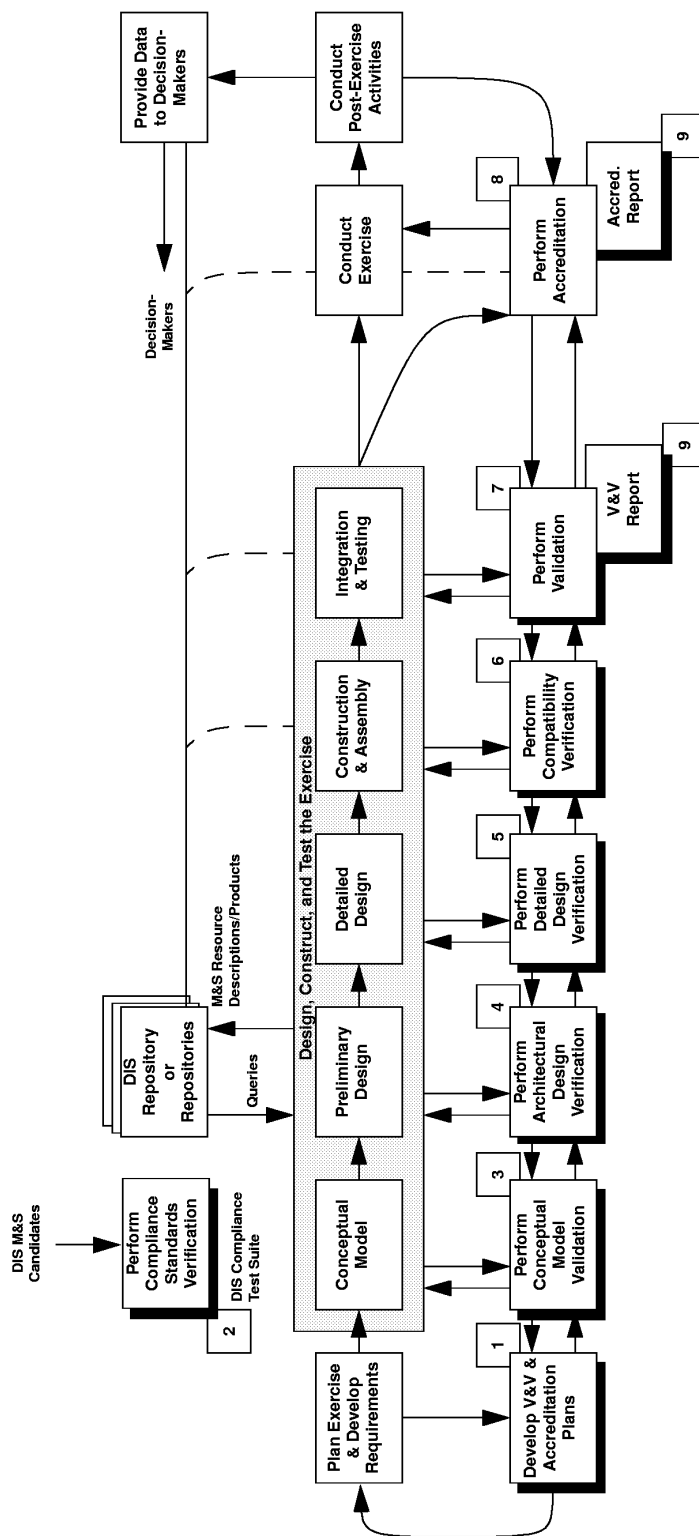 DIS M&S
Candidates
Perform
Compliance
Standards
Verification
2
DIS Compliance
Test Suite
DIS
Repository
or
Repositories
Queries
M&S Resource
Descriptions/Products
Decision-
Makers
Provide Data
to Decision-
Makers
Plan Exercise
& Develop
Requirements
Design, Construct, and Test the Exercise
Conceptual
Model
Preliminary
Design
Detailed
Design
Construction
& Assembly
Integration
& Testing
Conduct
Exercise
Conduct
Post-Exercise
Activities
1
Develop V&V &
Accreditation
Plans
3
Perform
Conceptual
Model
Validation
4
Perform
Architectural
Design
Verification
5
Perform
Detailed
Design
Verification
6
Perform
Compatibility
Verification
7
Perform
Validation
V&V
Report
9
8
Perform
Accreditation
Accred.
Report
9